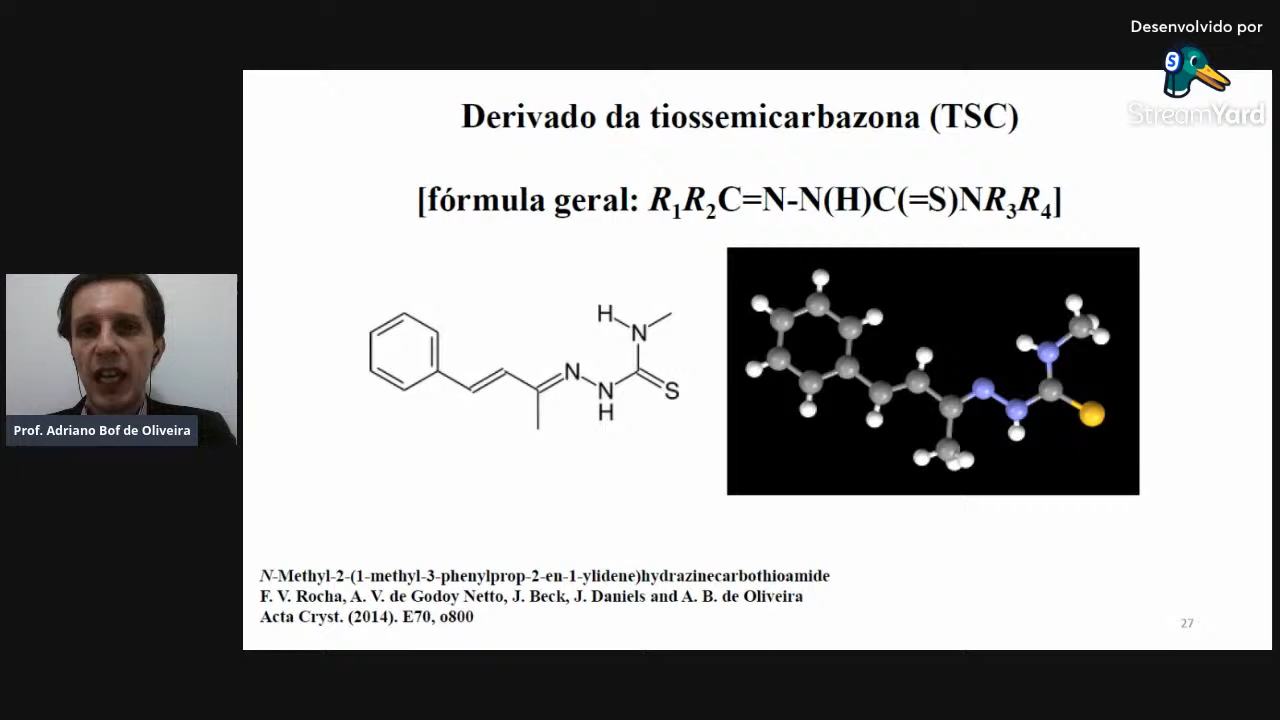 Desenvolvido por
S
StreamYard
Derivado da tiossemicarbazona (TSC)
[fórmula geral: R₁R₂C=N-N(H)C(=S)NR₃R₄]
H
N
N
N
H
S
Prof. Adriano Bof de Oliveira
N-Methyl-2-(1-methyl-3-phenylprop-2-en-1-ylidene)hydrazinecarbothioamide
F. V. Rocha, A. V. de Godoy Netto, J. Beck, J. Daniels and A. B. de Oliveira
Acta Cryst. (2014). E70, o800
27